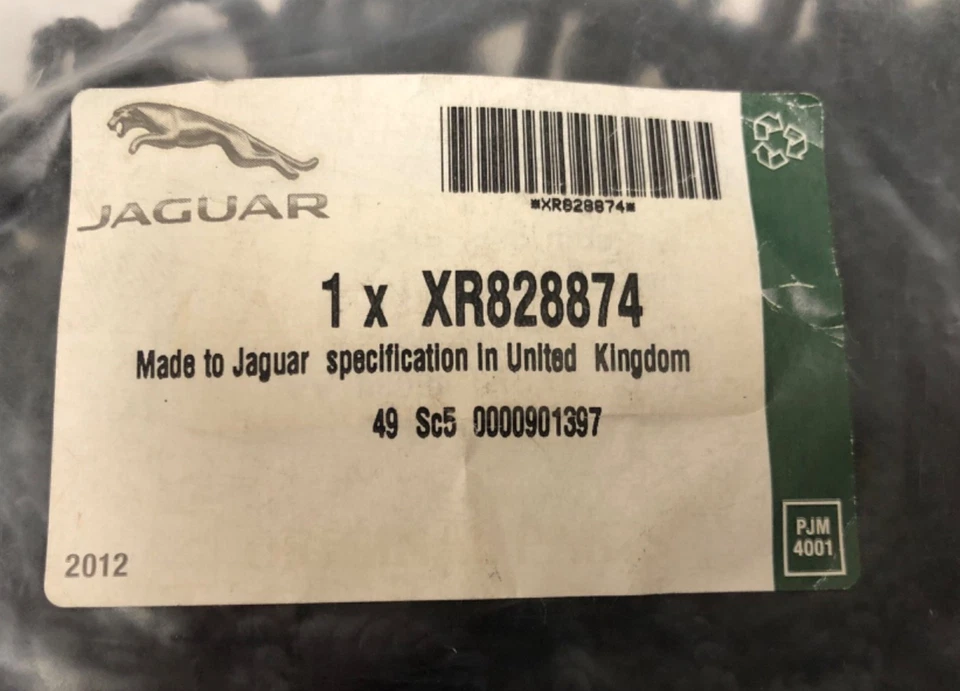 JAGUAR
*XR828874*
1 x XR828874
Made to Jaguar specification in United Kingdom
49 Sc5 0000901397
2012
PJM
4001